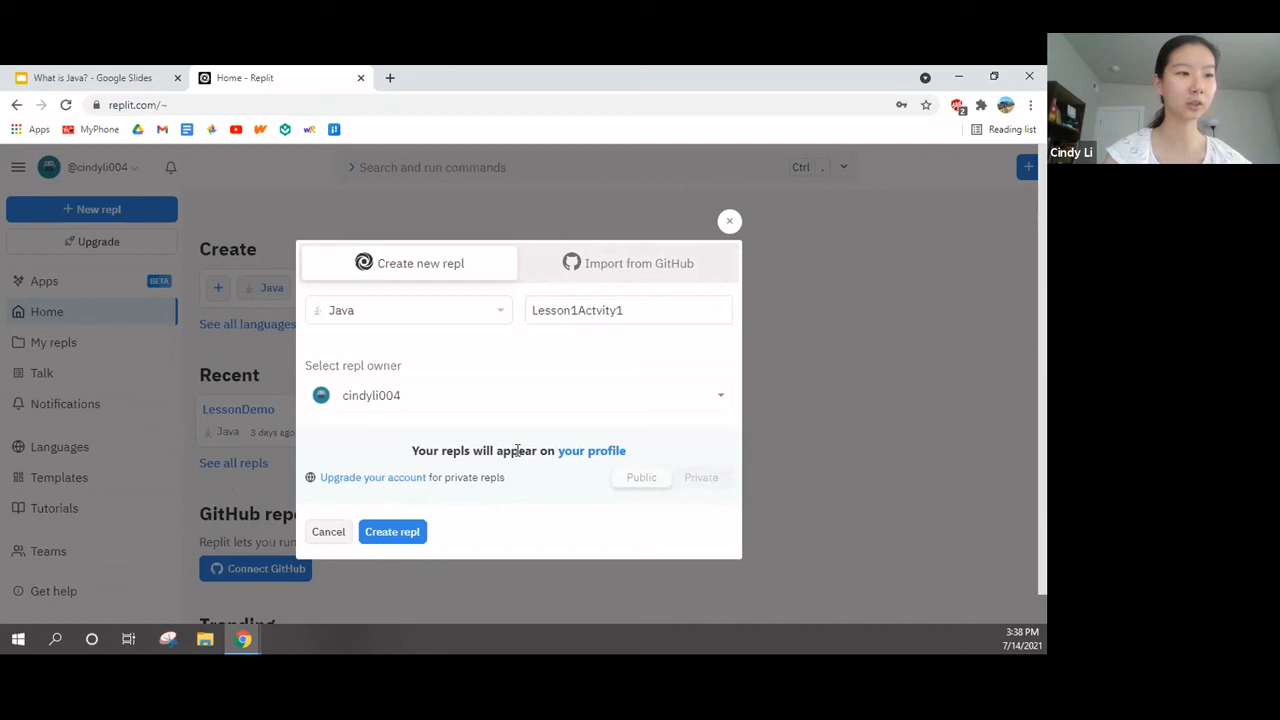 What is Java? - Google Slides
Home - Replit
replit.com/~
2
Apps
MyPhone
Reading list
Cindy Li
@cindyli004
Search and run commands
Ctrl .
+ New repl
Upgrade
Apps
BETA
Home
My repls
Talk
Notifications
Languages
Templates
Tutorials
Teams
Get help
Create
Java
See all languages
Recent
LessonDemo
Java 3 days ago
See all repls
GitHub rep
Replit lets you run
Connect GitHub
Trending
Create new repl
Import from GitHub
Java
Lesson1Actvity1
Select repl owner
cindyli004
Your repls will appear on your profile
Upgrade your account for private repls
Public
Private
Cancel
Create repl
3:38 PM
7/14/2021